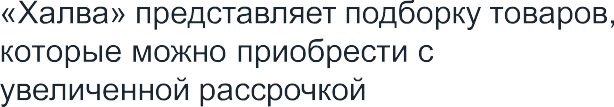 «Халва» представляет подборку товаров,
которые можно приобрести с
увеличенной рассрочкой